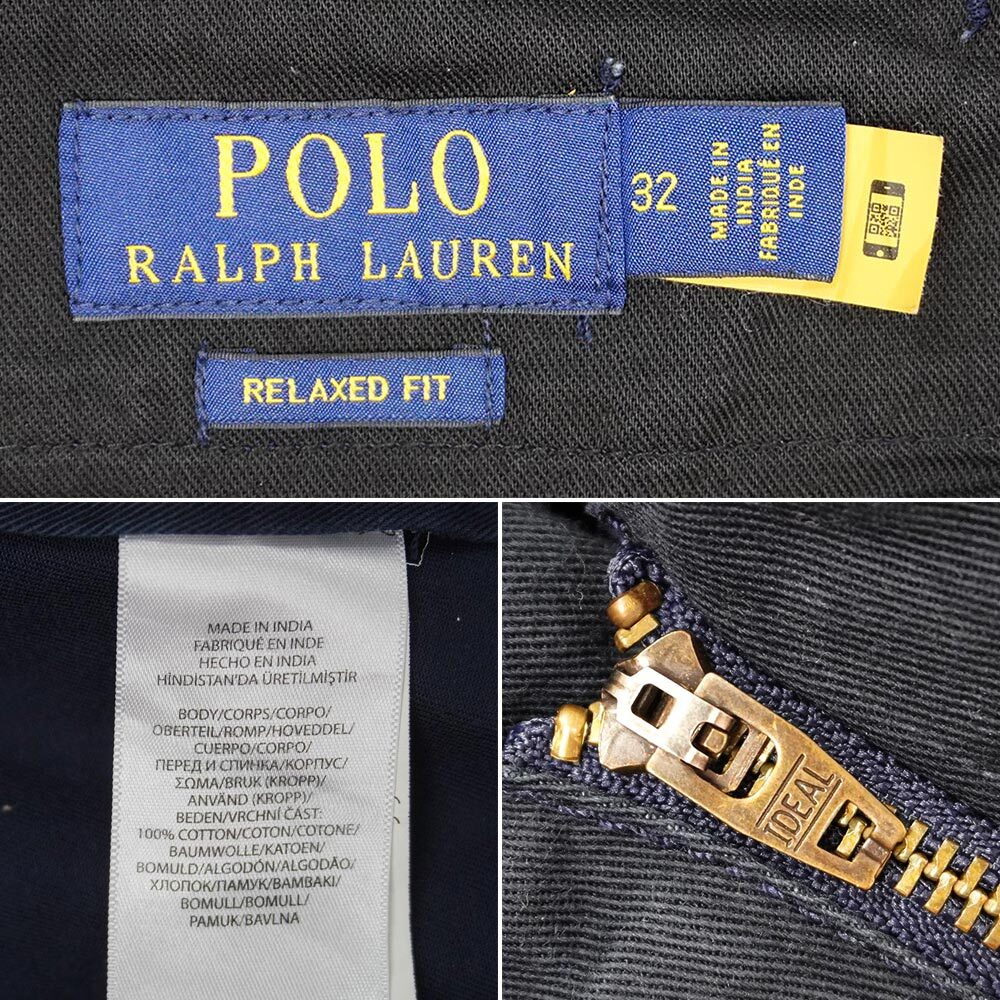 POLO
RALPH LAUREN
32
MADE IN
INDIA
FABRIQUÉ EN
INDE
RELAXED FIT
MADE IN INDIA
FABRIQUÉ EN INDE
HECHO EN INDIA
HİNDİSTAN'DA ÜRETİLMİŞTİR
BODY/CORPS/CORPO/
OBERTEIL/ROMP/HOVEDDEL/
CUERPO/CORPO/
ПЕРЕД И СПИНКА/КОРПУС/
ΣΩΜΑ/BRUK (KROPP)/
ANVÄND (KROPP)/
BEDEN/VRCHNÍ ČÁST:
100% COTTON/COTON/COTONE/
BAUMWOLLE/KATOEN/
BOMULD/ALGODÓN/ALGODÃO/
ХЛОПОК/ПАМУК/ΒΑΜΒΑΚΙ/
BOMULL/BOMULL/
PAMUK/BAVLNA
IDEAL